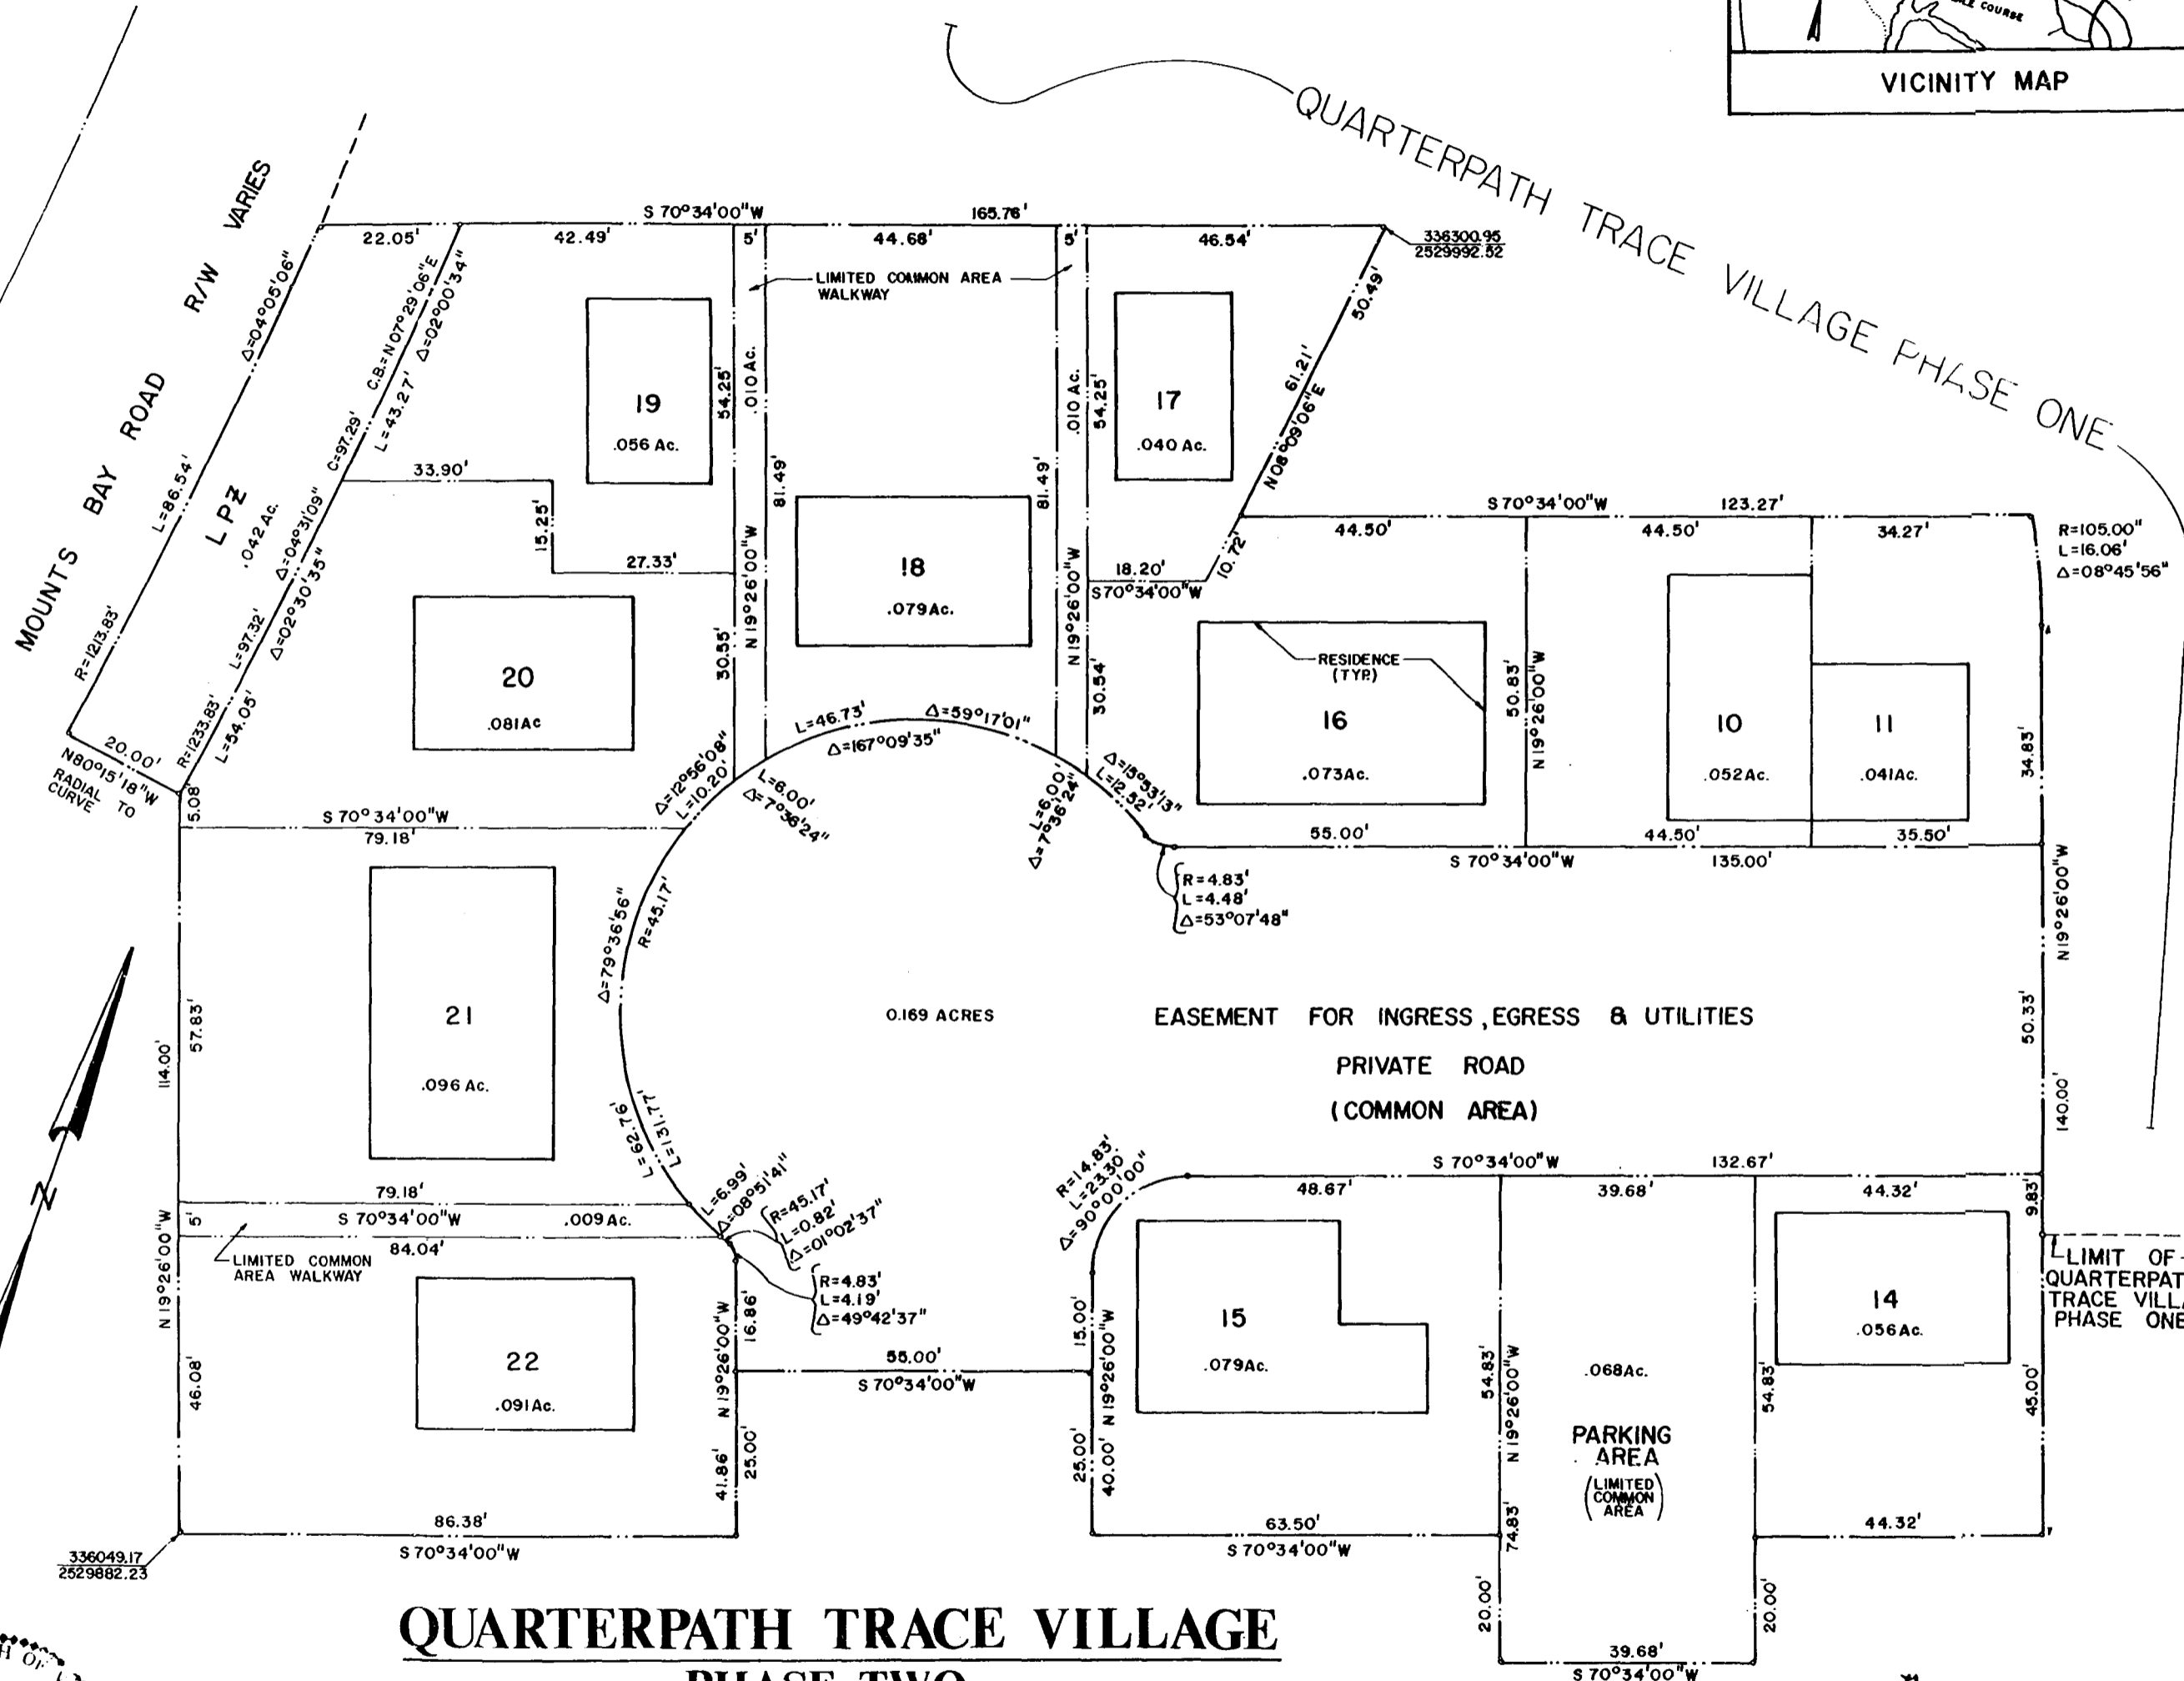 COURSE
VICINITY MAP
QUARTERPATH TRACE VILLAGE PHASE ONE
MOUNTS BAY ROAD R/W VARIES
S 70°34'00"W
165.76'
22.05'
42.49'
5'
44.66'
5'
46.54'
336300.95
2529992.52
LIMITED COMMON AREA
WALKWAY
Δ=04°05'06"
L=86.54'
R=1213.83'
LPZ
.042 Ac.
C.B.=N07°29'06"E
Δ=02°00'34"
C=97.29'
L=43.27'
Δ=04°31'09"
Δ=02°30'35"
L=97.32'
R=1233.83'
L=54.05'
20.00'
N80°15'18"W
RADIAL TO
CURVE
5.08'
19
.056 Ac.
54.25'
.010 Ac.
81.49'
N19°26'00"W
30.55'
33.90'
15.25'
27.33'
18
.079Ac.
81.49'
.010 Ac.
54.25'
N19°26'00"W
30.54'
17
.040 Ac.
50.49'
61.21'
N08°09'06"E
10.72'
18.20'
S70°34'00"W
20
.081Ac
S 70°34'00"W
79.18'
S 70°34'00"W
123.27'
44.50'
44.50'
34.27'
R=105.00"
L=16.06'
Δ=08°45'56"
RESIDENCE
(TYP.)
16
.073Ac.
50.83'
N19°26'00"W
10
.052Ac.
11
.041Ac.
34.83'
55.00'
44.50'
35.50'
S 70°34'00"W
135.00'
L=46.73'
Δ=59°17'01"
Δ=167°09'35"
Δ=12°56'08"
L=10.20'
L=6.00'
Δ=7°36'24"
L=6.00'
Δ=7°36'24"
Δ=15°53'13"
L=12.52'
R=4.83'
L=4.48'
Δ=53°07'48"
N19°26'00"W
50.33'
140.00'
Δ=79°36'56"
R=45.17'
L=62.76'
L=131.77'
0.169 ACRES
EASEMENT FOR INGRESS, EGRESS & UTILITIES
PRIVATE ROAD
(COMMON AREA)
21
.096 Ac.
57.83'
114.00'
N
79.18'
S 70°34'00"W
.009Ac.
5'
84.04'
LIMITED COMMON
AREA WALKWAY
N19°26'00"W
46.08'
L=6.99'
Δ=08°51'41"
R=45.17'
L=0.82'
Δ=01°02'37"
R=4.83'
L=4.19'
Δ=49°42'37"
R=14.83'
L=23.30
Δ=90°00'00"
S 70°34'00"W
132.67'
48.67'
39.68'
44.32'
9.83'
LIMIT OF
QUARTERPAT
TRACE VILL
PHASE ONE
22
.091Ac.
N19°26'00"W
16.86'
41.86'
25.00'
55.00'
S 70°34'00"W
15.00'
N19°26'00"W
25.00'
40.00'
15
.079Ac.
54.83'
N19°26'00"W
74.83'
.068Ac.
PARKING
AREA
(LIMITED
COMMON
AREA)
54.83'
14
.056Ac.
45.00'
86.38'
S 70°34'00"W
63.50'
S 70°34'00"W
44.32'
336049.17
2529882.23
20.00'
20.00'
39.68'
S 70°34'00"W
QUARTERPATH TRACE VILLAGE
PHASE TWO